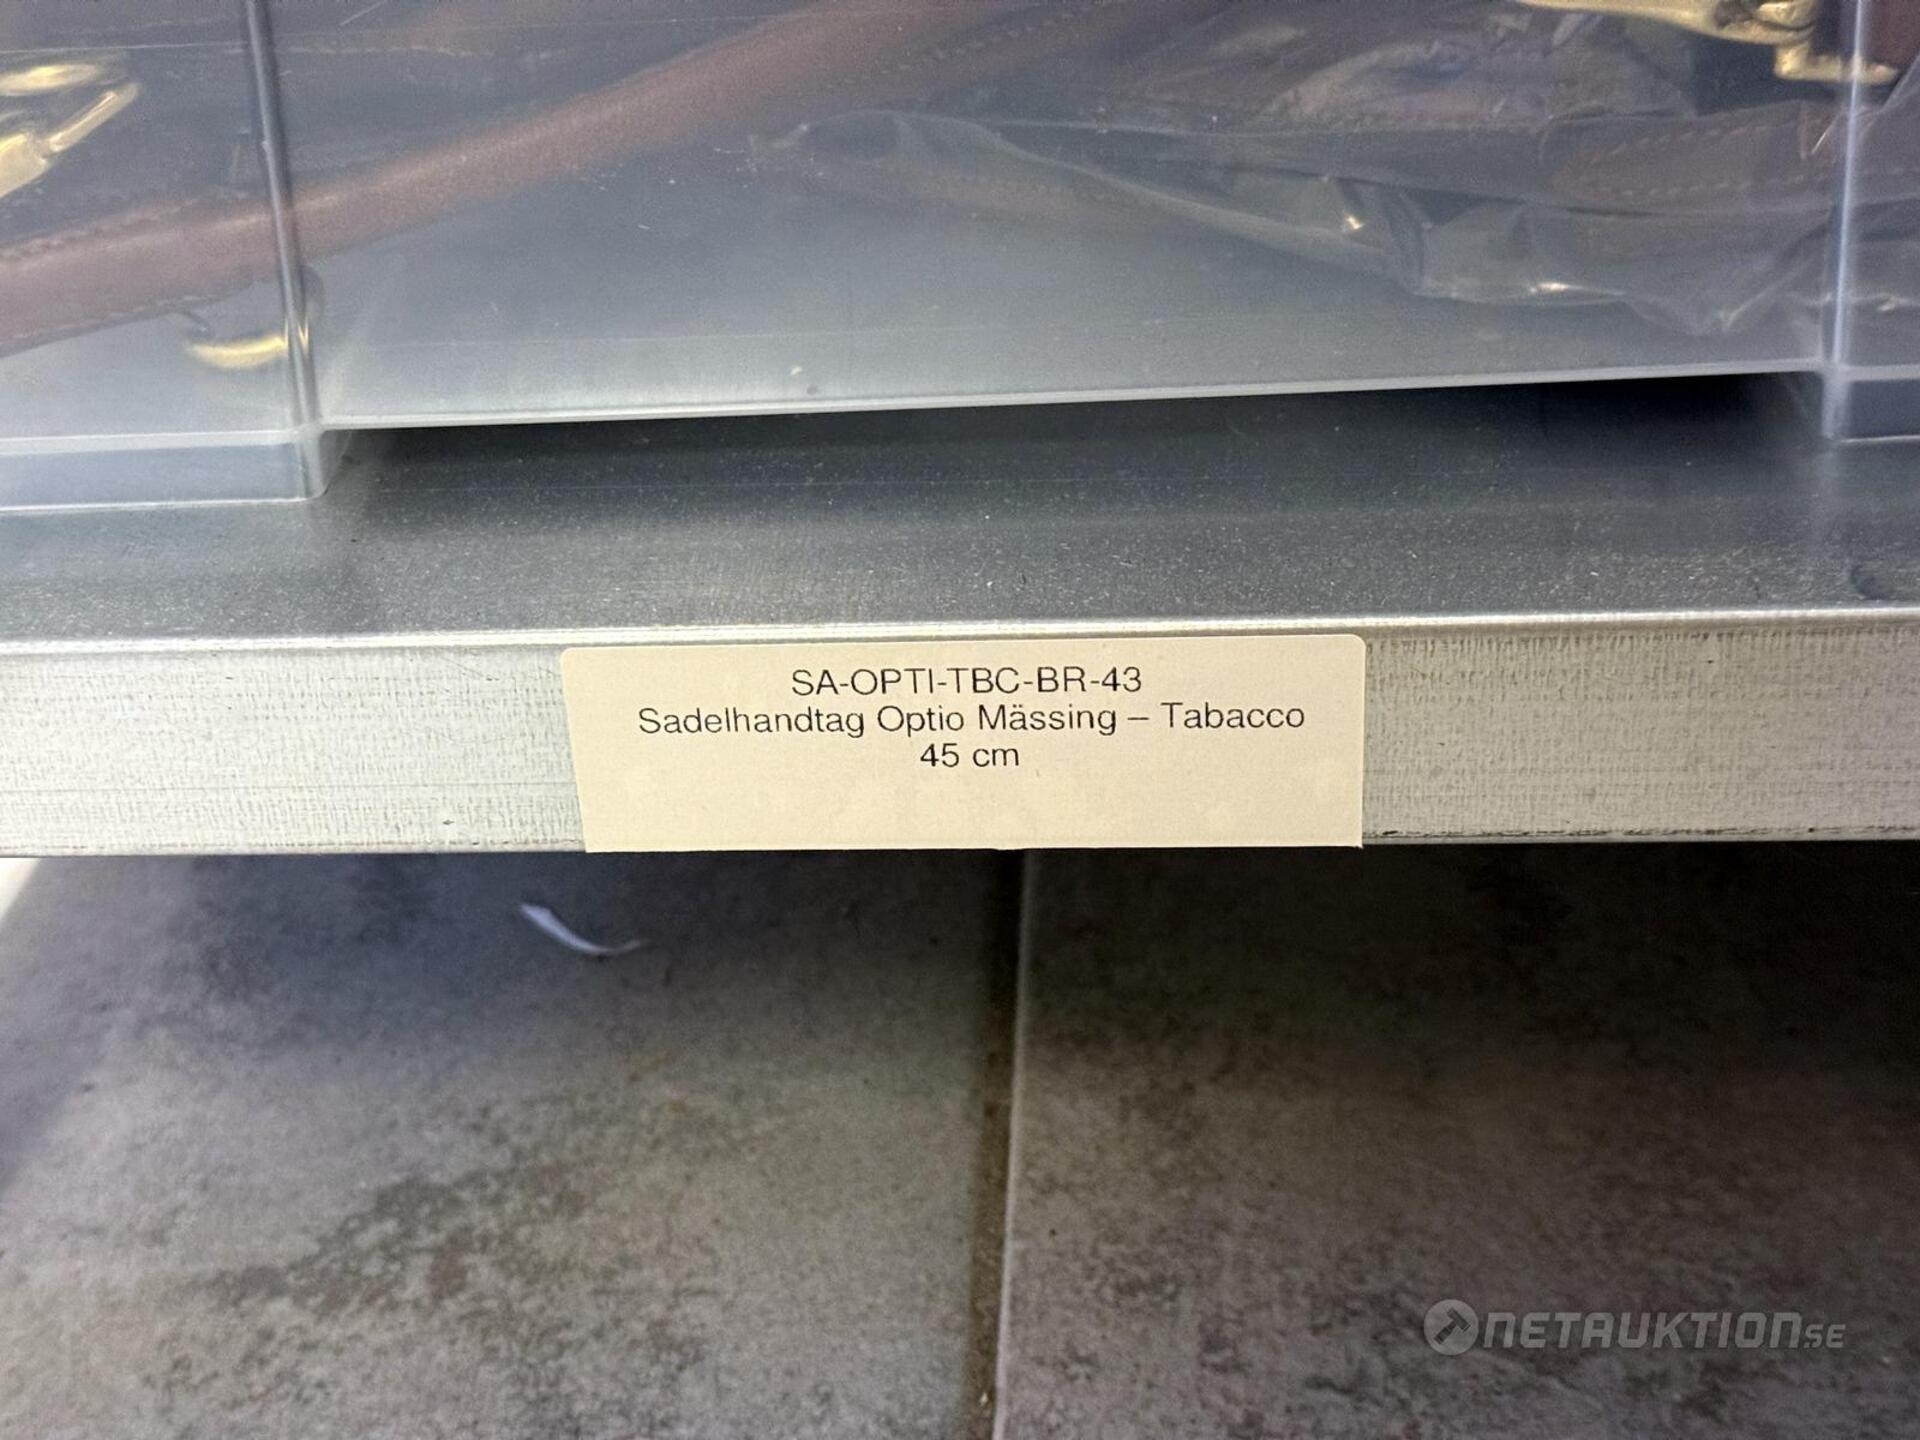 SA-OPTI-TBC-BR-43
Sadelhandtag Optio Mässing – Tabacco
45 cm
NETAUKTION.SE